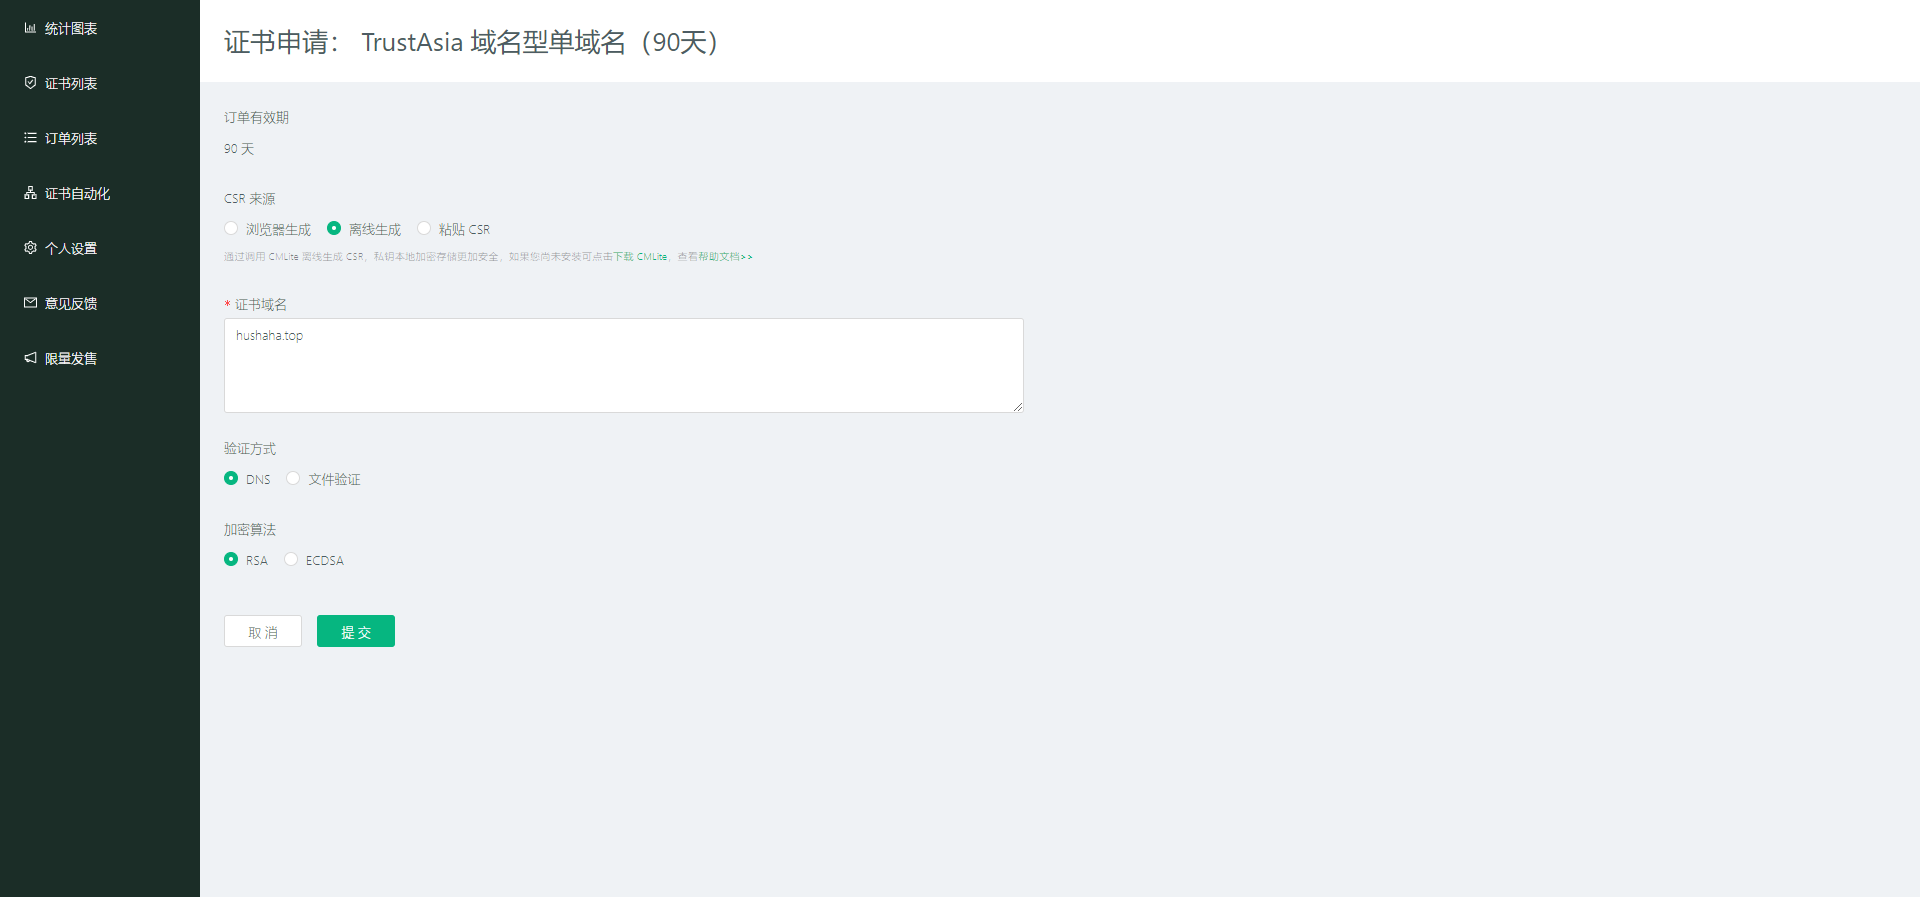 统计图表
证书列表
订单列表
证书自动化
个人设置
意见反馈
限量发售
证书申请： TrustAsia 域名型单域名（90天）
订单有效期
90 天
CSR 来源
浏览器生成 离线生成 粘贴 CSR
通过调用 CMLite 离线生成 CSR，私钥本地加密存储更加安全，如果您尚未安装可点击下载 CMLite，查看帮助文档>>
* 证书域名
hushaha.top
验证方式
DNS 文件验证
加密算法
RSA ECDSA
取 消 提 交